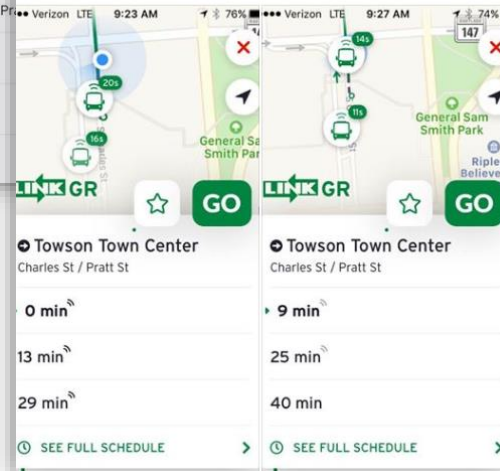 Pr
Verizon LTE 9:23 AM 76%
20s
16s
General Sa
Smith Par
LINK GR
GO
Towson Town Center
Charles St / Pratt St
0 min
13 min
29 min
SEE FULL SCHEDULE
Verizon LTE 9:27 AM 74%
147
14s
11s
General Sam
Smith Park
Riple
Believe
LINK GR
GO
Towson Town Center
Charles St / Pratt St
9 min
25 min
40 min
SEE FULL SCHEDULE